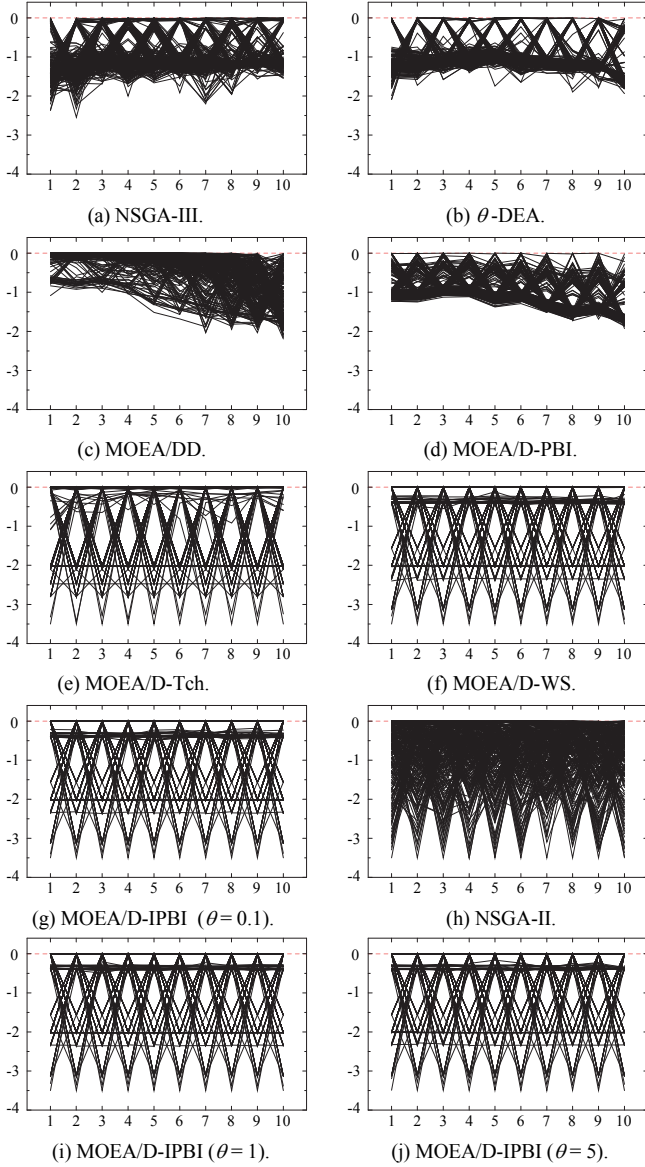 0 0
-1 -1
-2 -2
-3 -3
-4 -4
1 2 3 4 5 6 7 8 9 10 1 2 3 4 5 6 7 8 9 10
(a) NSGA-III. (b) θ-DEA.
0 0
-1 -1
-2 -2
-3 -3
-4 -4
1 2 3 4 5 6 7 8 9 10 1 2 3 4 5 6 7 8 9 10
(c) MOEA/DD. (d) MOEA/D-PBI.
0 0
-1 -1
-2 -2
-3 -3
-4 -4
1 2 3 4 5 6 7 8 9 10 1 2 3 4 5 6 7 8 9 10
(e) MOEA/D-Tch. (f) MOEA/D-WS.
0 0
-1 -1
-2 -2
-3 -3
-4 -4
1 2 3 4 5 6 7 8 9 10 1 2 3 4 5 6 7 8 9 10
(g) MOEA/D-IPBI (θ = 0.1). (h) NSGA-II.
0 0
-1 -1
-2 -2
-3 -3
-4 -4
1 2 3 4 5 6 7 8 9 10 1 2 3 4 5 6 7 8 9 10
(i) MOEA/D-IPBI (θ = 1). (j) MOEA/D-IPBI (θ = 5).